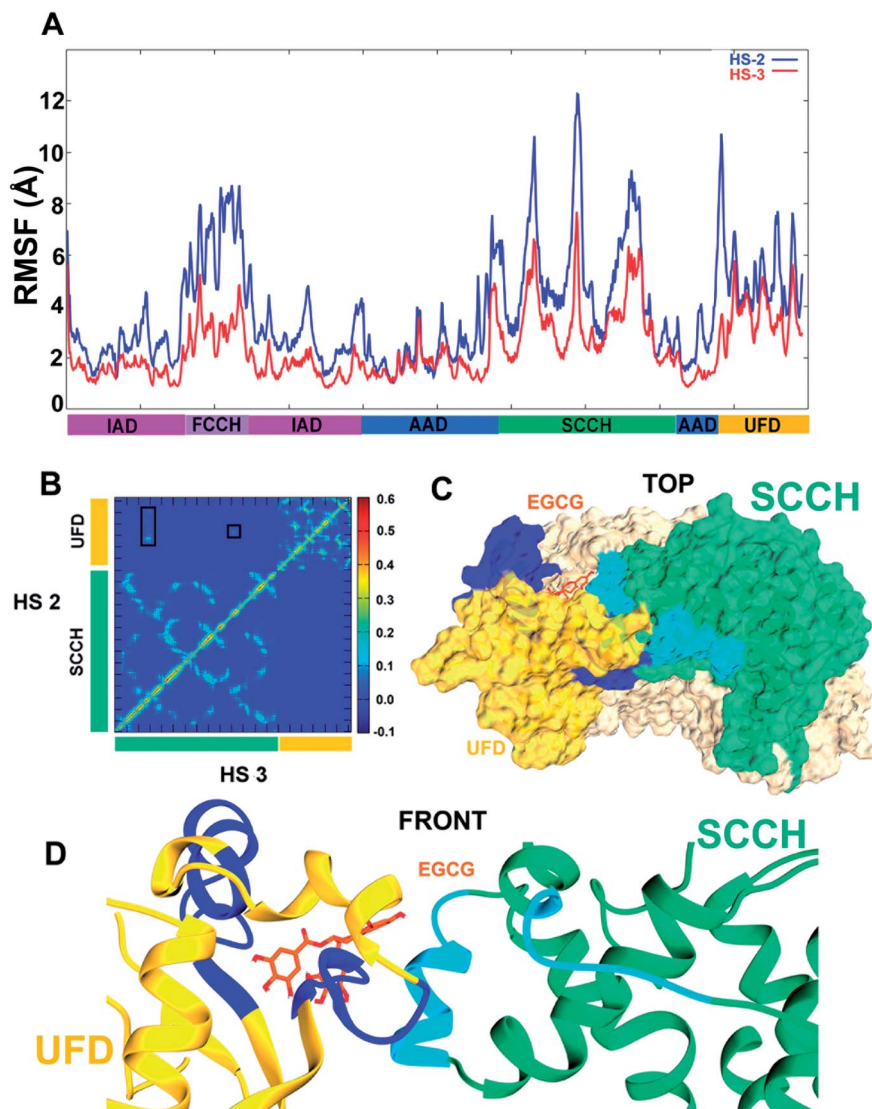 A
HS-2
HS-3
RMSF (Å)
12
10
8
6
4
2
0
IAD FCCH IAD AAD SCCH AAD UFD
B
UFD
HS 2
SCCH
0.6
0.5
0.4
0.3
0.2
0.1
0.0
-0.1
HS 3
C
TOP
EGCG
SCCH
UFD
D
FRONT
EGCG
SCCH
UFD